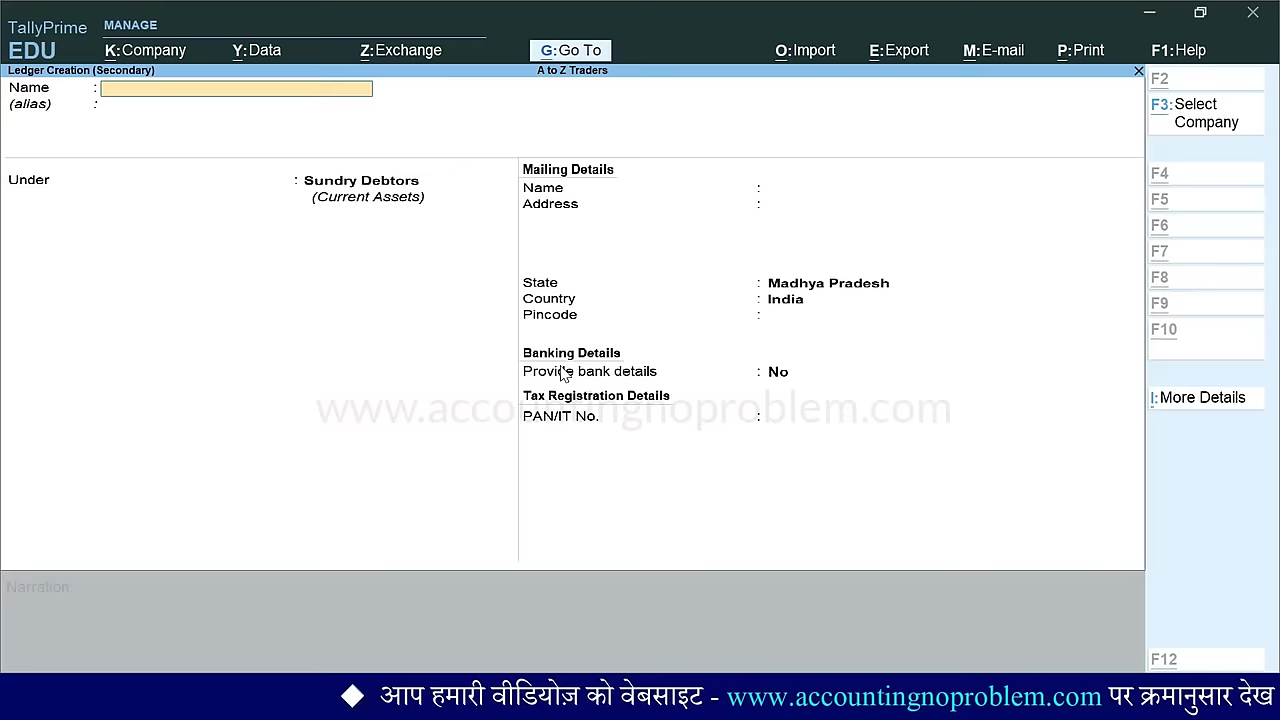 TallyPrime
EDU
MANAGE
K:Company Y:Data Z:Exchange G:Go To O:Import E:Export M:E-mail P:Print F1:Help
Ledger Creation (Secondary) A to Z Traders
Name :
(alias) :
Under : Sundry Debtors
(Current Assets)
Mailing Details
Name :
Address :
State : Madhya Pradesh
Country : India
Pincode :
Banking Details
Provide bank details : No
Tax Registration Details
PAN/IT No. :
www.accountingnoproblem.com
Narration:
F2
F3:Select
Company
F4
F5
F6
F7
F8
F9
F10
I:More Details
F12
◆ आप हमारी वीडियोज़ को वेबसाइट - www.accountingnoproblem.com पर क्रमानुसार देख